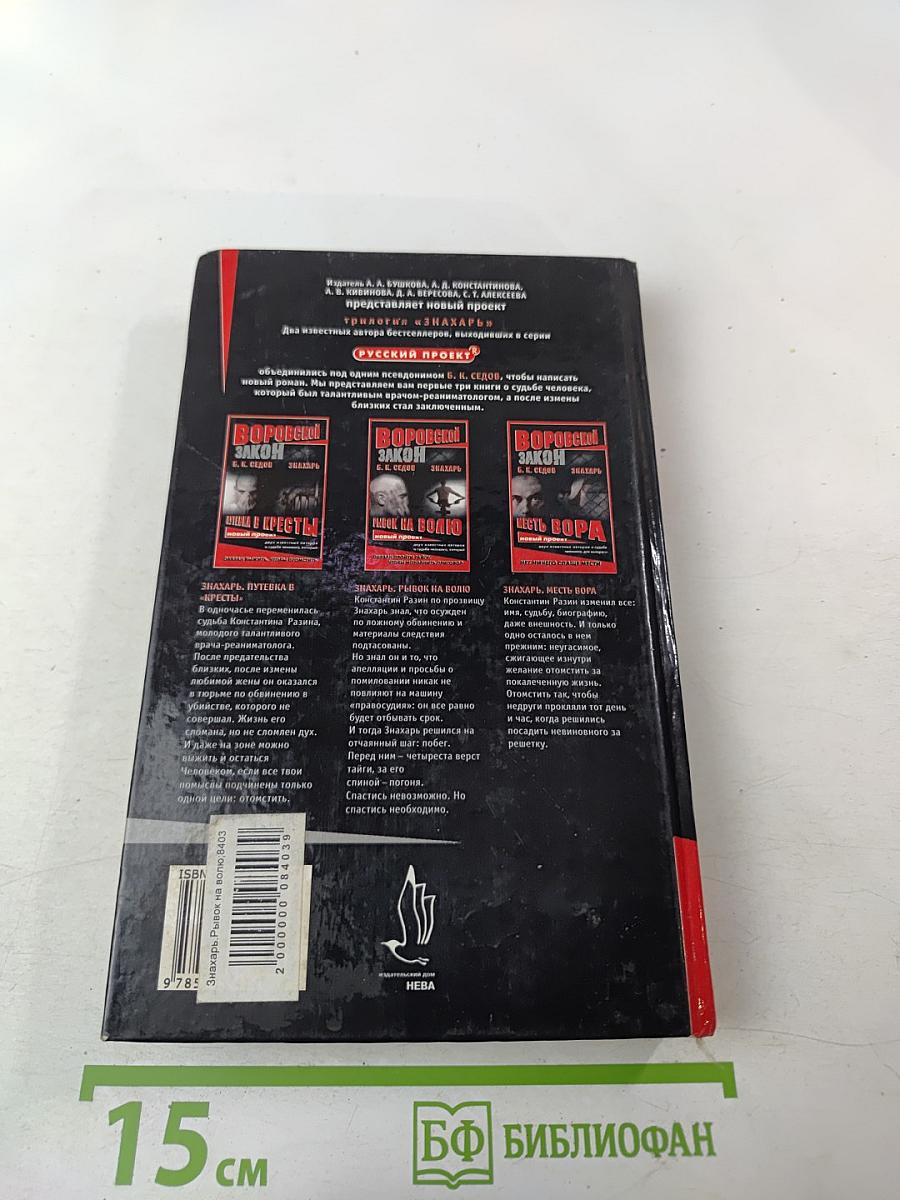 Издатель А. А. БУШКОВА, А. Д. КОНСТАНТИНОВА,
А. В. КИВИНОВА, Д. А. ВЕРЕСОВА, С. Т. АЛЕКСЕЕВА
представляет новый проект
трилогия «ЗНАХАРЬ»
Два известных автора бестселлеров, выходивших в серии
РУССКИЙ ПРОЕКТ®
объединились под одним псевдонимом Б. К. СЕДОВ, чтобы написать
новый роман. Мы представляем вам первые три книги о судьбе человека,
который был талантливым врачом-реаниматологом, а после измены
близких стал заключенным.
ВОРОВСКОЙ
ЗАКОН
Б. К. СЕДОВ ЗНАХАРЬ
ПУТЕВКА В КРЕСТЫ
НОВЫЙ ПРОЕКТ
ВОРОВСКОЙ
ЗАКОН
Б. К. СЕДОВ ЗНАХАРЬ
РЫВОК НА ВОЛЮ
НОВЫЙ ПРОЕКТ
ВОРОВСКОЙ
ЗАКОН
Б. К. СЕДОВ ЗНАХАРЬ
МЕСТЬ ВОРА
НОВЫЙ ПРОЕКТ
ЗНАХАРЬ. ПУТЕВКА В
«КРЕСТЫ»
В одночасье переменилась
судьба Константина Разина,
молодого талантливого
врача-реаниматолога.
После предательства
близких, после измены
любимой жены он оказался
в тюрьме по обвинению в
убийстве, которого не
совершал. Жизнь его
сломана, но не сломлен дух.
И даже на зоне можно
выжить и остаться
Человеком, если все твои
помыслы подчинены только
одной цели: отомстить.
ЗНАХАРЬ. РЫВОК НА ВОЛЮ
Константин Разин по прозвищу
Знахарь знал, что осужден
по ложному обвинению и
материалы следствия
подтасованы.
Но знал он и то, что
апелляции и просьбы о
помиловании никак не
повлияют на машину
«правосудия»: он все равно
будет отбывать срок.
И тогда Знахарь решился на
отчаянный шаг: побег.
Перед ним – четыреста верст
тайги, за его
спиной – погоня.
Спастись невозможно. Но
спастись необходимо.
ЗНАХАРЬ. МЕСТЬ ВОРА
Константин Разин изменил все:
имя, судьбу, биографию,
даже внешность. И только
одно осталось в нем
прежним: неугасимое,
сжигающее изнутри
желание отомстить за
покалеченную жизнь.
Отомстить так, чтобы
недруги прокляли тот день
и час, когда решились
посадить невиновного за
решетку.
ISBN
9 785
Знахарь.Рывок на волю;8403
2 000000 084039
ИЗДАТЕЛЬСКИЙ ДОМ
НЕВА
15 СМ
БФ БИБЛИОФАН